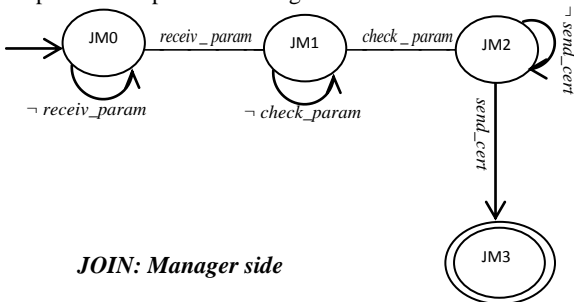 JM0
receiv_param
JM1
check_param
JM2
¬ send_cert
¬ receiv_param
¬ check_param
send_cert
JM3
JOIN: Manager side